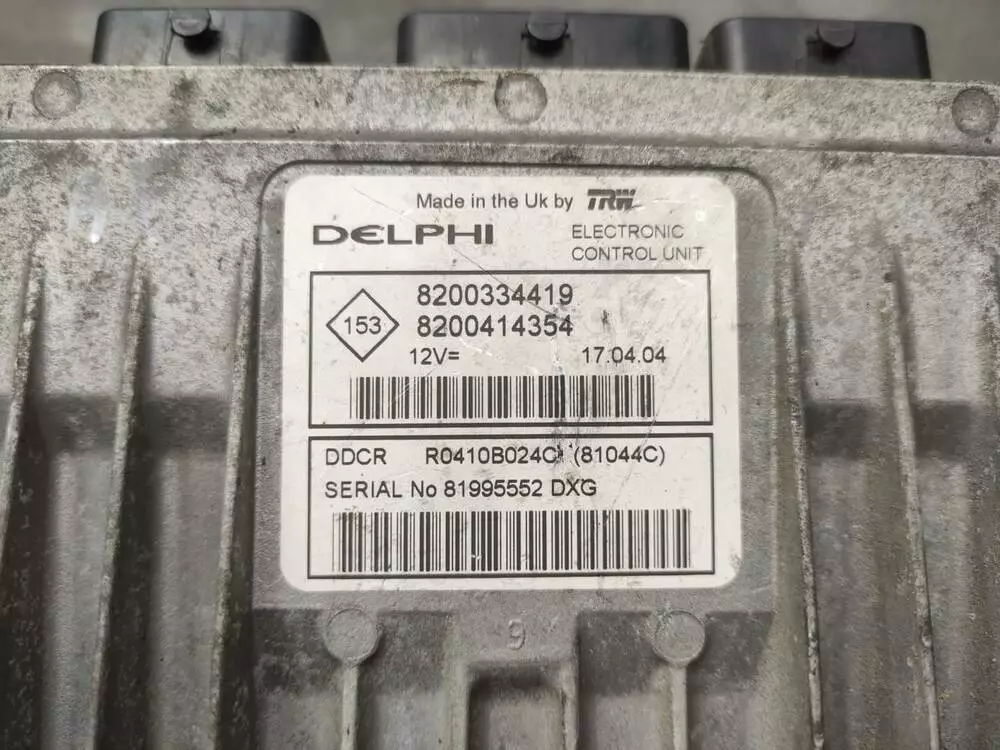 Made in the Uk by TRW
DELPHI
ELECTRONIC
CONTROL UNIT
153
8200334419
8200414354
12V=
17.04.04
DDCR R0410B024C (81044C)
SERIAL No 81995552 DXG
9